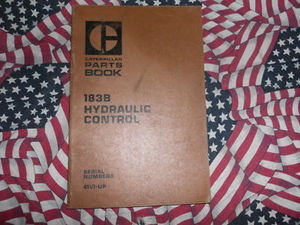 CATERPILLAR
PARTS
BOOK
183B
HYDRAULIC
CONTROL
SERIAL
NUMBERS